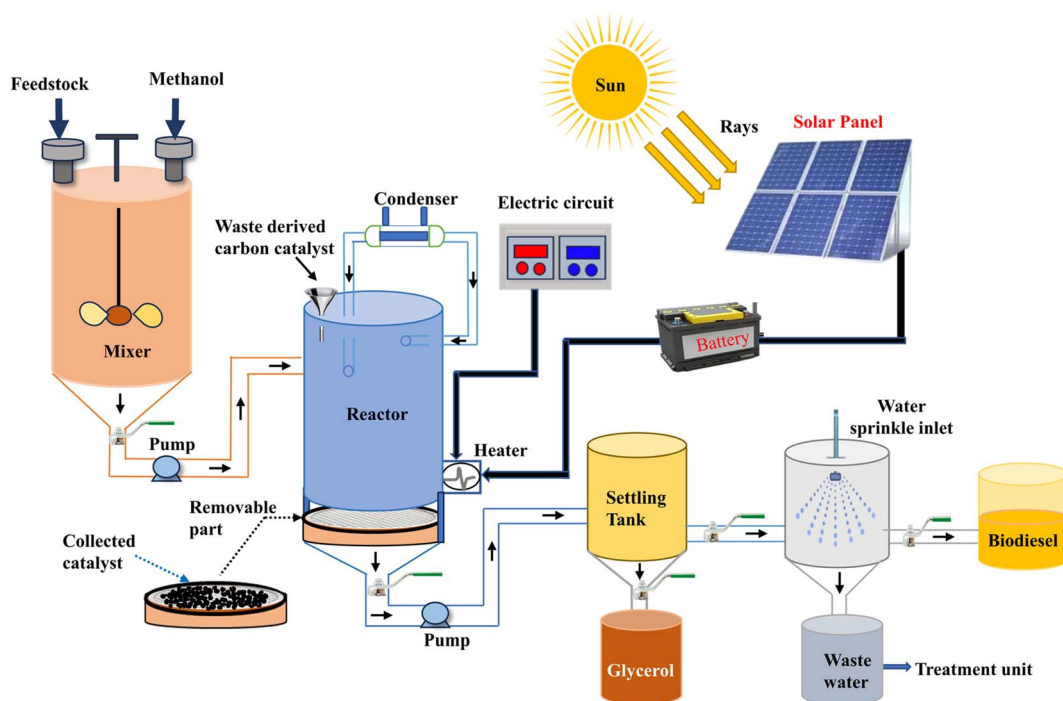 Feedstock
Methanol
Sun
Rays
Solar Panel
Condenser
Electric circuit
Waste derived
carbon catalyst
Battery
Mixer
Reactor
Pump
Heater
Water
sprinkle inlet
Settling
Tank
Removable
part
Biodiesel
Collected
catalyst
Pump
Glycerol
Waste
water
Treatment unit